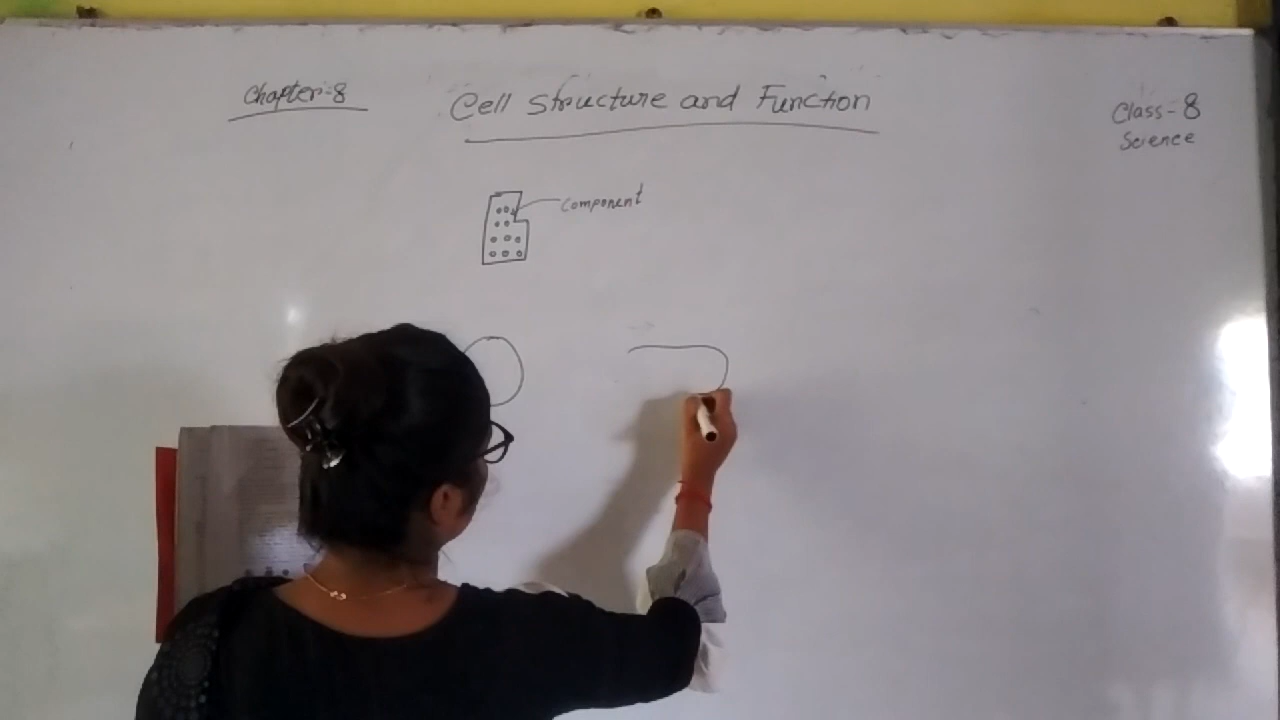 Chapter:-8
Cell Structure and Function
Class-8
Science
Component